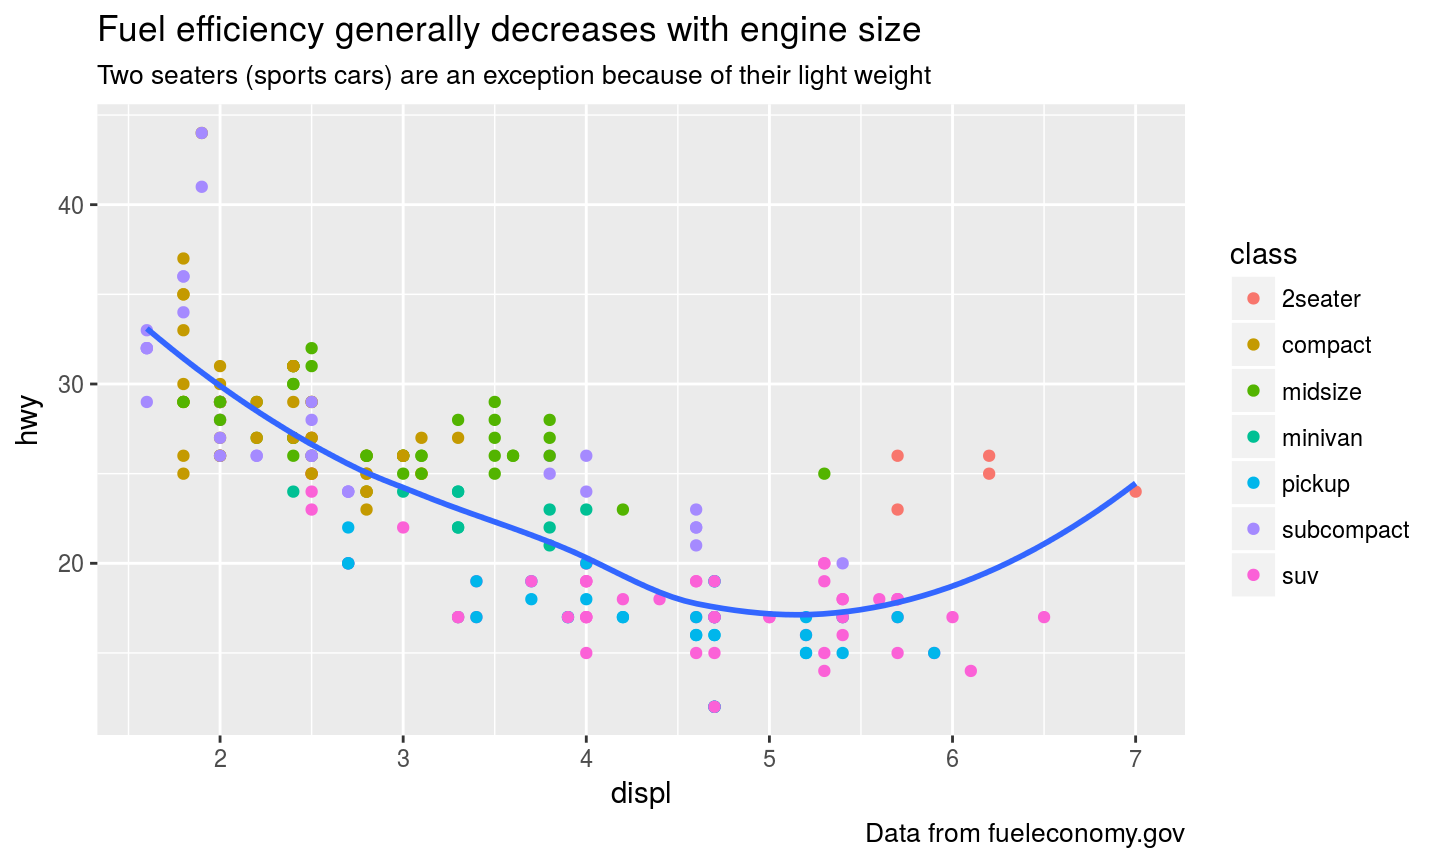 Fuel efficiency generally decreases with engine size
Two seaters (sports cars) are an exception because of their light weight
40
30
20
hwy
2 3 4 5 6 7
displ
class
2seater
compact
midsize
minivan
pickup
subcompact
suv
Data from fueleconomy.gov